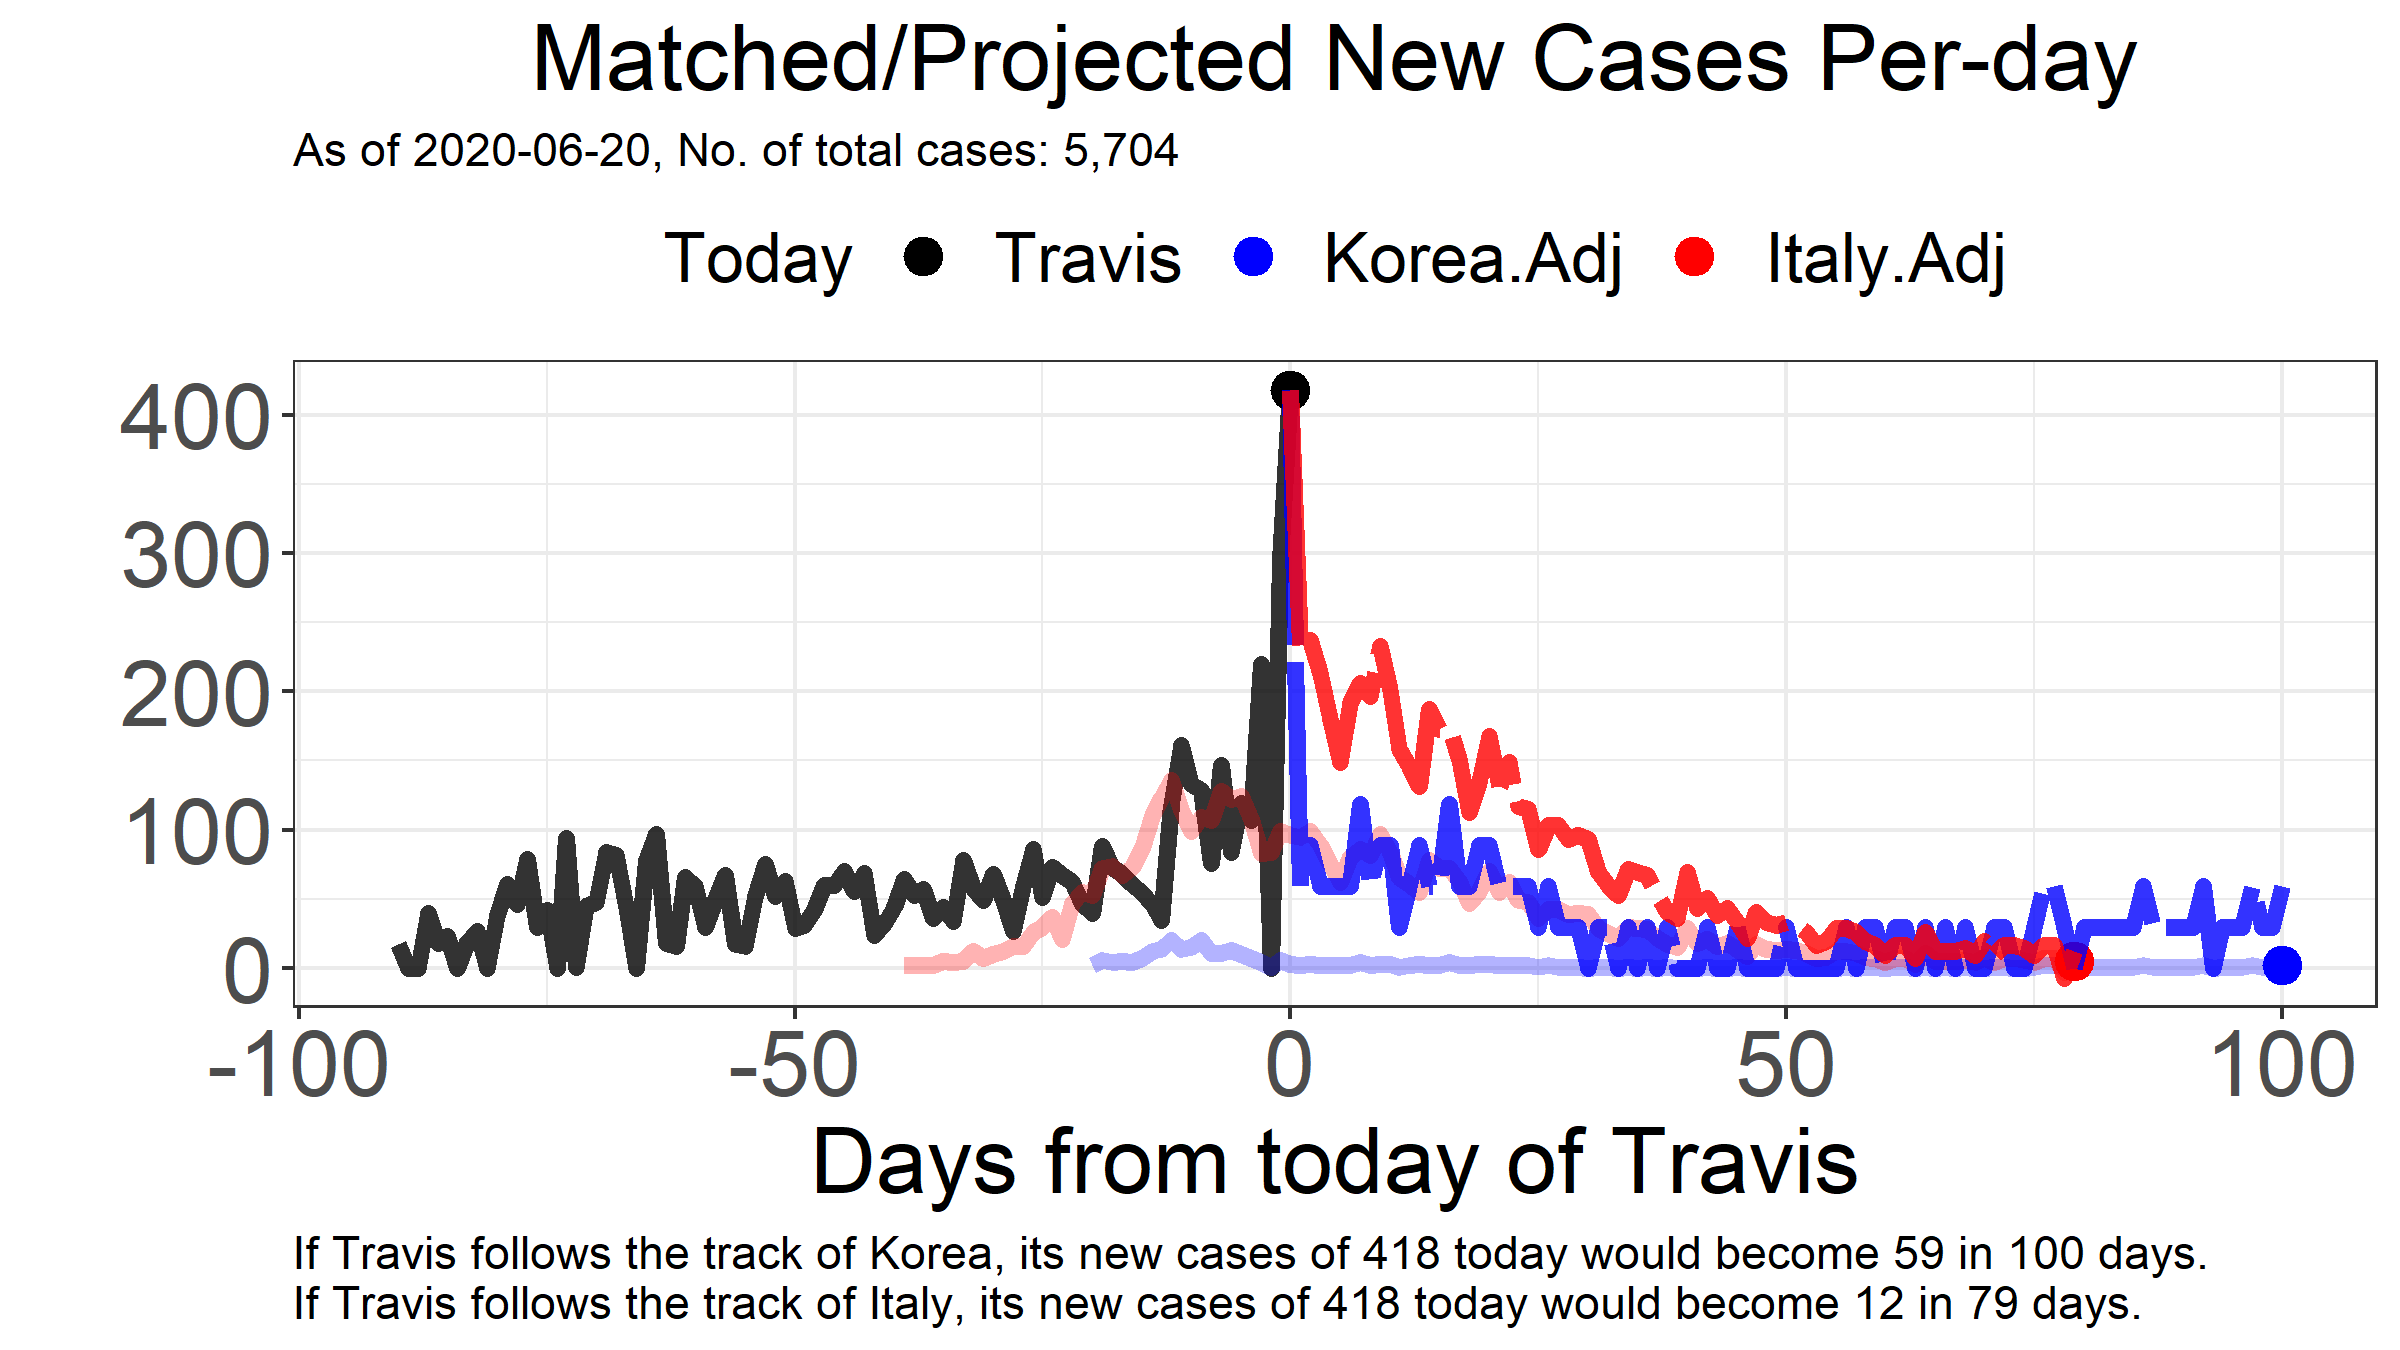 Matched/Projected New Cases Per-day
As of 2020-06-20, No. of total cases: 5,704
Today Travis Korea.Adj Italy.Adj
400
300
200
100
0
-100 -50 0 50 100
Days from today of Travis
If Travis follows the track of Korea, its new cases of 418 today would become 59 in 100 days.
If Travis follows the track of Italy, its new cases of 418 today would become 12 in 79 days.